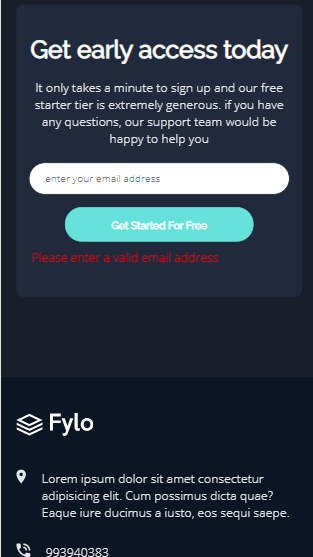 Get early access today
It only takes a minute to sign up and our free
starter tier is extremely generous. if you have
any questions, our support team would be
happy to help you
enter your email address
Get Started For Free
Please enter a valid email address
Fylo
Lorem ipsum dolor sit amet consectetur
adipisicing elit. Cum possimus dicta quae?
Eaque iure ducimus a iusto, eos sequi saepe.
993940383